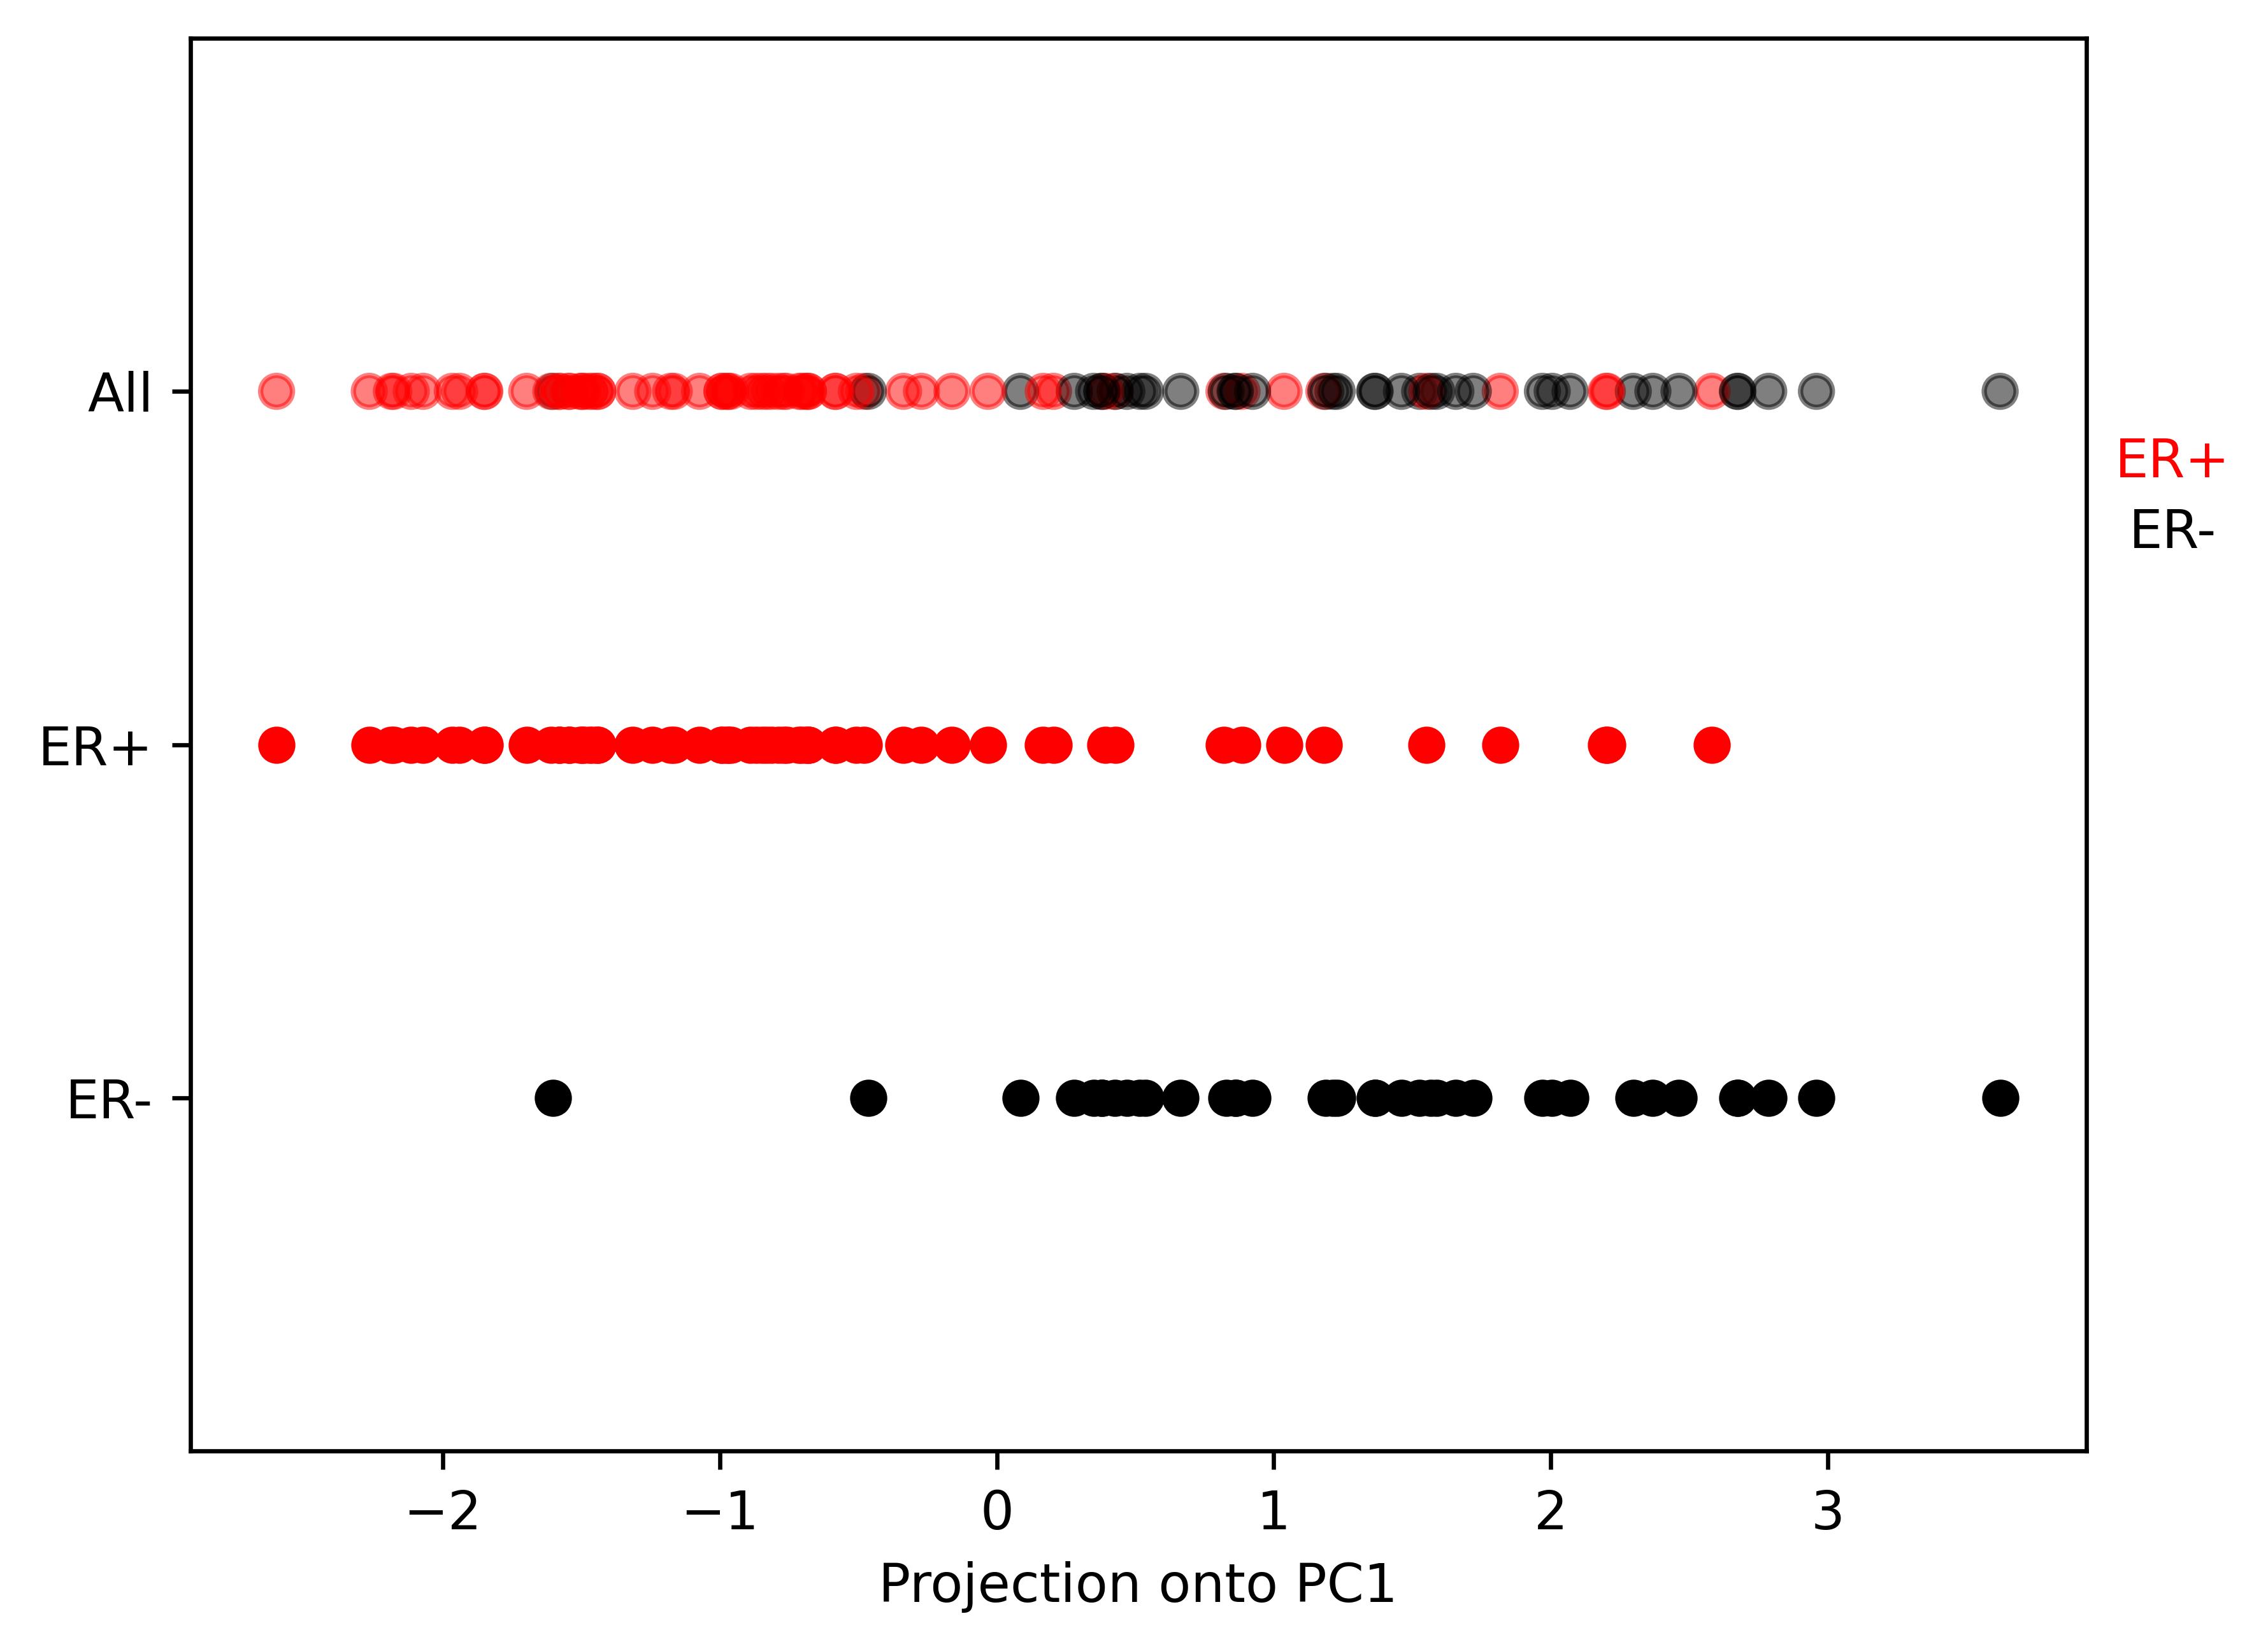 All
ER+
ER-
ER+
ER-
−2 −1 0 1 2 3
Projection onto PC1